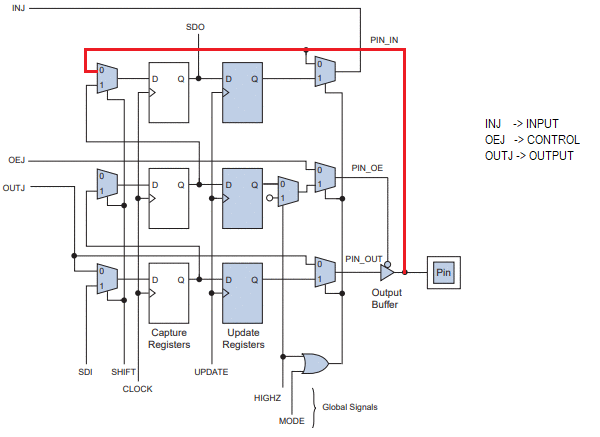 INJ
SDO
PIN_IN
0
1
D Q
D Q
0
1
INJ -> INPUT
OEJ -> CONTROL
OUTJ -> OUTPUT
OEJ
PIN_OE
OUTJ
0
1
D Q
D Q
0
1
0
1
PIN_OUT
0
1
D Q
D Q
0
1
Pin
Output
Buffer
Capture
Registers
Update
Registers
SDI
SHIFT
UPDATE
CLOCK
HIGHZ
MODE
Global Signals